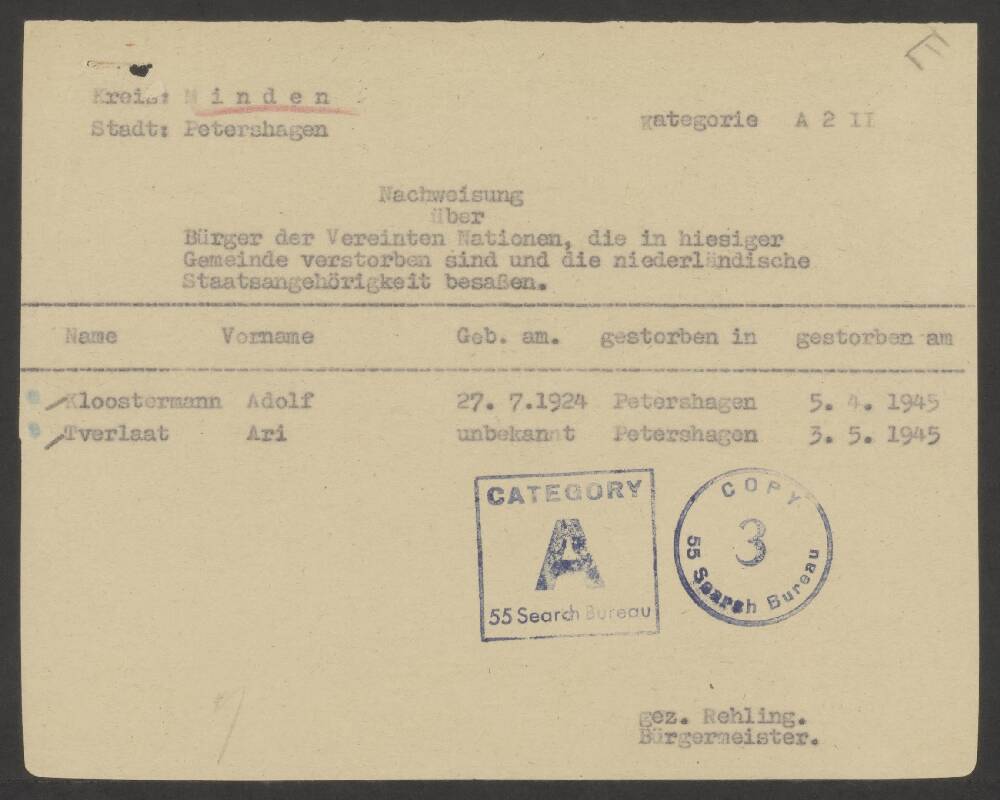 E
Kreis: M i n d e n
Stadt: Petershagen
Kategorie A 2 II
Nachweisung
über
Bürger der Vereinten Nationen, die in hiesiger
Gemeinde verstorben sind und die niederländische
Staatsangehörigkeit besaßen.
Name Vorname Geb. am. gestorben in gestorben am
Kloostermann Adolf 27. 7.1924 Petershagen 5. 4. 1945
Tverlaat Ari unbekannt Petershagen 3. 5. 1945
CATEGORY
A
55 Search Bureau
COPY
3
55 Search Bureau
gez. Rehling.
Bürgermeister.